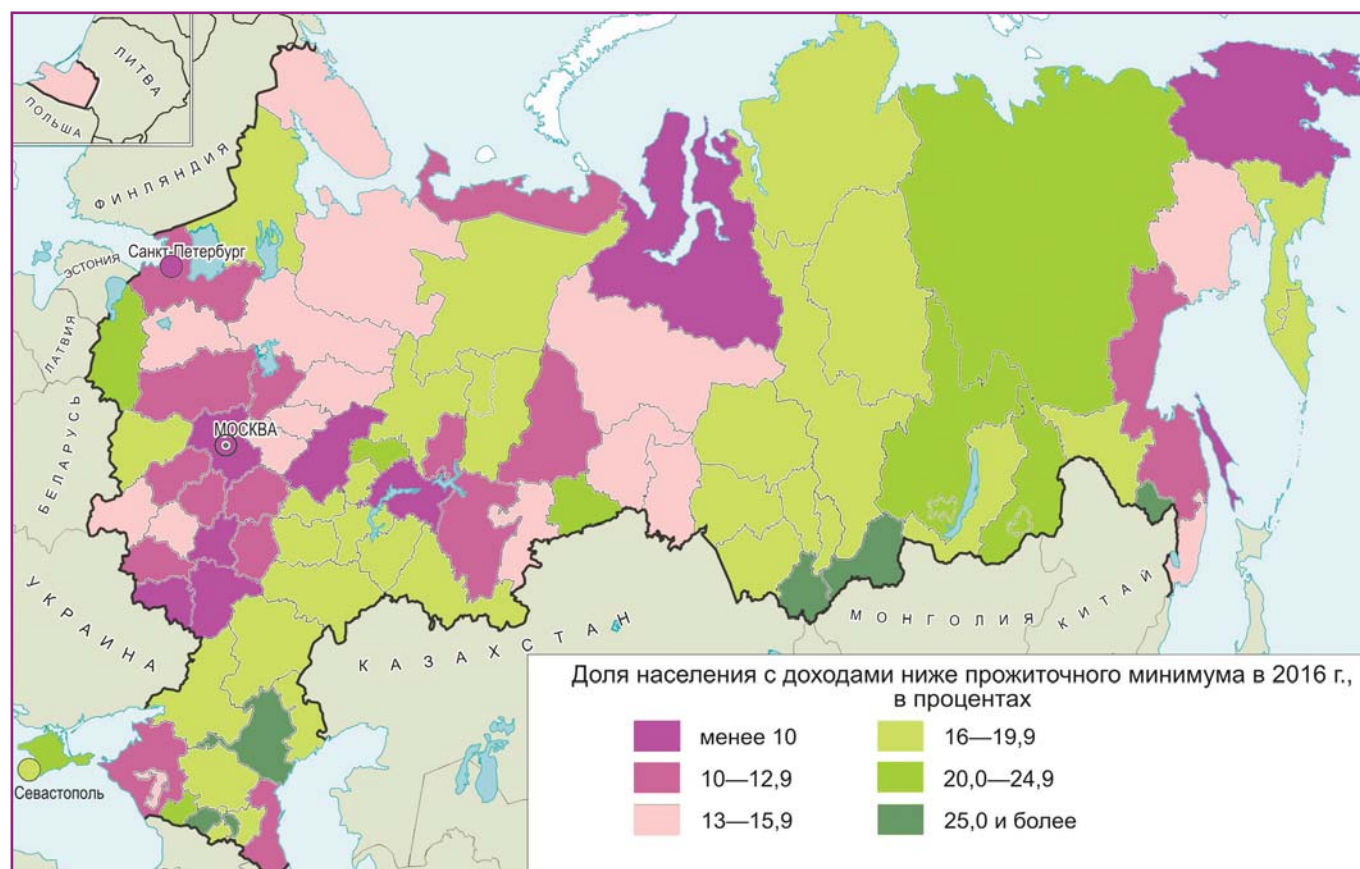 ЛИТВА
ПОЛЬША
ФИНЛЯНДИЯ
Санкт-Петербург
ЭСТОНИЯ
ЛАТВИЯ
БЕЛАРУСЬ
МОСКВА
УКРАИНА
КАЗАХСТАН
МОНГОЛИЯ
КИТАЙ
Севастополь
Доля населения с доходами ниже прожиточного минимума в 2016 г.,
в процентах
менее 10
10—12,9
13—15,9
16—19,9
20,0—24,9
25,0 и более